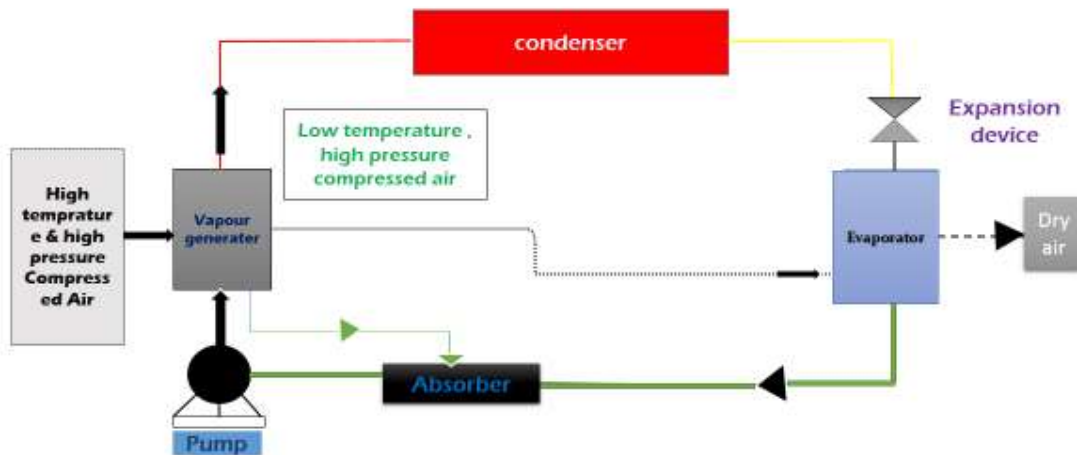 condenser
Expansion
device
Low temperature ,
high pressure
compressed air
High
tempratur
e & high
pressure
Compress
ed Air
Vapour
generater
Evaporator
Dry
air
Absorber
Pump